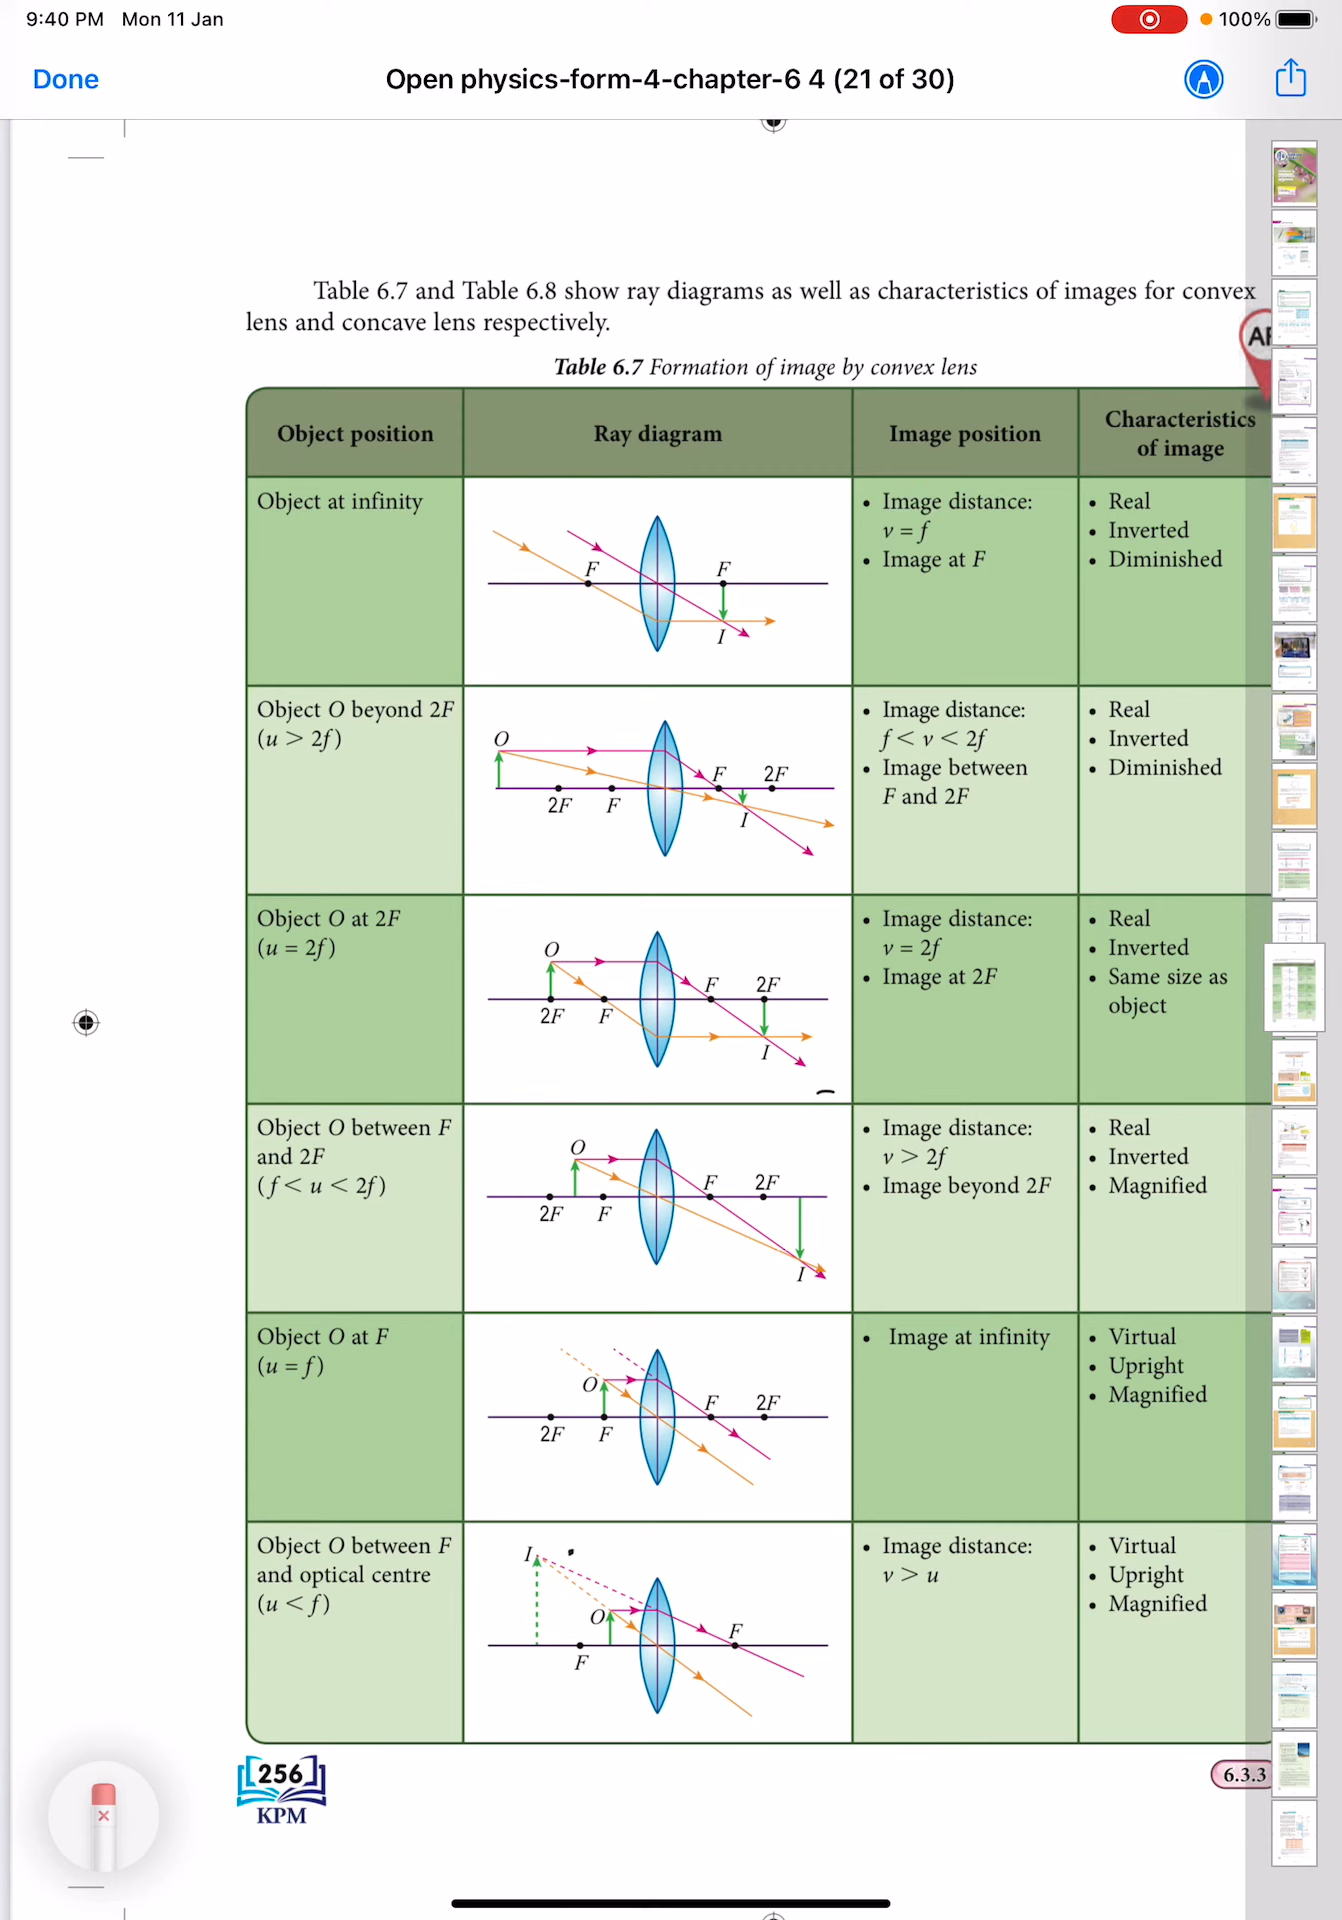 9:40 PM Mon 11 Jan
100%
Done
Open physics-form-4-chapter-6 4 (21 of 30)
Table 6.7 and Table 6.8 show ray diagrams as well as characteristics of images for convex
lens and concave lens respectively.
Table 6.7 Formation of image by convex lens
Object position
Ray diagram
Image position
Characteristics
of image
Object at infinity
F
F
I
• Image distance:
v = f
• Image at F
• Real
• Inverted
• Diminished
Object O beyond 2F
(u > 2f)
O
2F
F
F
2F
I
• Image distance:
f < v < 2f
• Image between
F and 2F
• Real
• Inverted
• Diminished
Object O at 2F
(u = 2f)
O
2F
F
F
2F
I
• Image distance:
v = 2f
• Image at 2F
• Real
• Inverted
• Same size as
object
Object O between F
and 2F
(f < u < 2f)
O
2F
F
F
2F
I
• Image distance:
v > 2f
• Image beyond 2F
• Real
• Inverted
• Magnified
Object O at F
(u = f)
O
2F
F
F
2F
• Image at infinity
• Virtual
• Upright
• Magnified
Object O between F
and optical centre
(u < f)
I
O
F
F
• Image distance:
v > u
• Virtual
• Upright
• Magnified
256
KPM
6.3.3